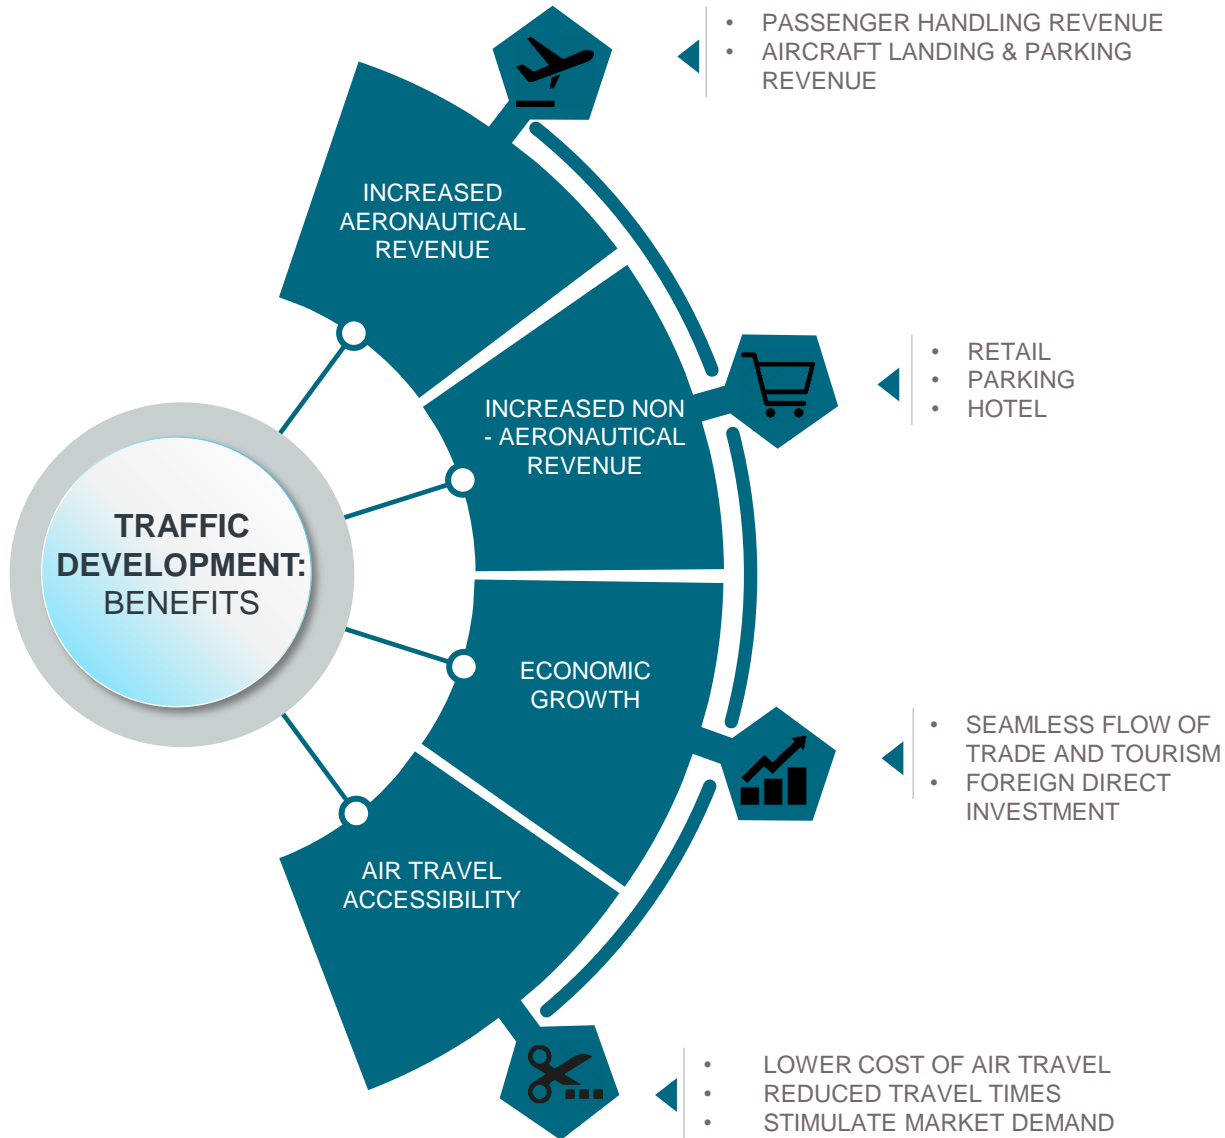 • PASSENGER HANDLING REVENUE
• AIRCRAFT LANDING & PARKING
REVENUE
INCREASED
AERONAUTICAL
REVENUE
• RETAIL
• PARKING
• HOTEL
INCREASED NON
- AERONAUTICAL
REVENUE
TRAFFIC
DEVELOPMENT:
BENEFITS
ECONOMIC
GROWTH
• SEAMLESS FLOW OF
TRADE AND TOURISM
• FOREIGN DIRECT
INVESTMENT
AIR TRAVEL
ACCESSIBILITY
• LOWER COST OF AIR TRAVEL
• REDUCED TRAVEL TIMES
• STIMULATE MARKET DEMAND